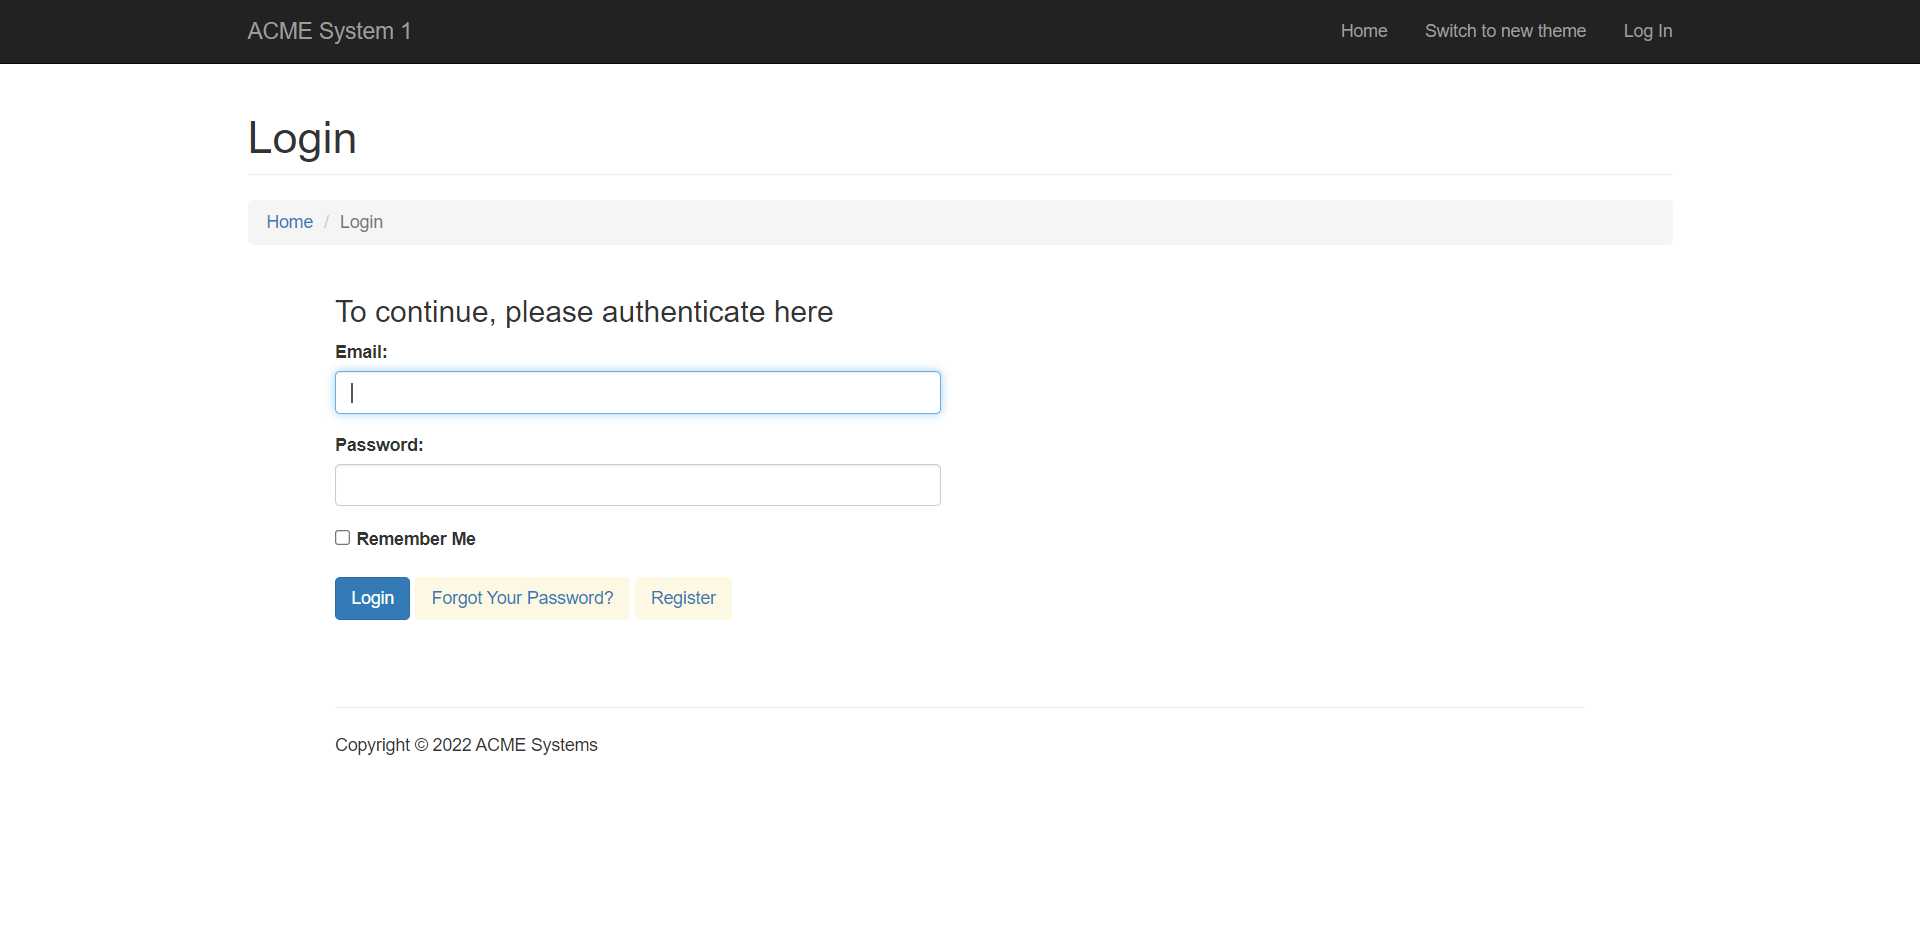 ACME System 1 Home Switch to new theme Log In
Login
Home / Login
To continue, please authenticate here
Email:
Password:
Remember Me
Login Forgot Your Password? Register
Copyright © 2022 ACME Systems